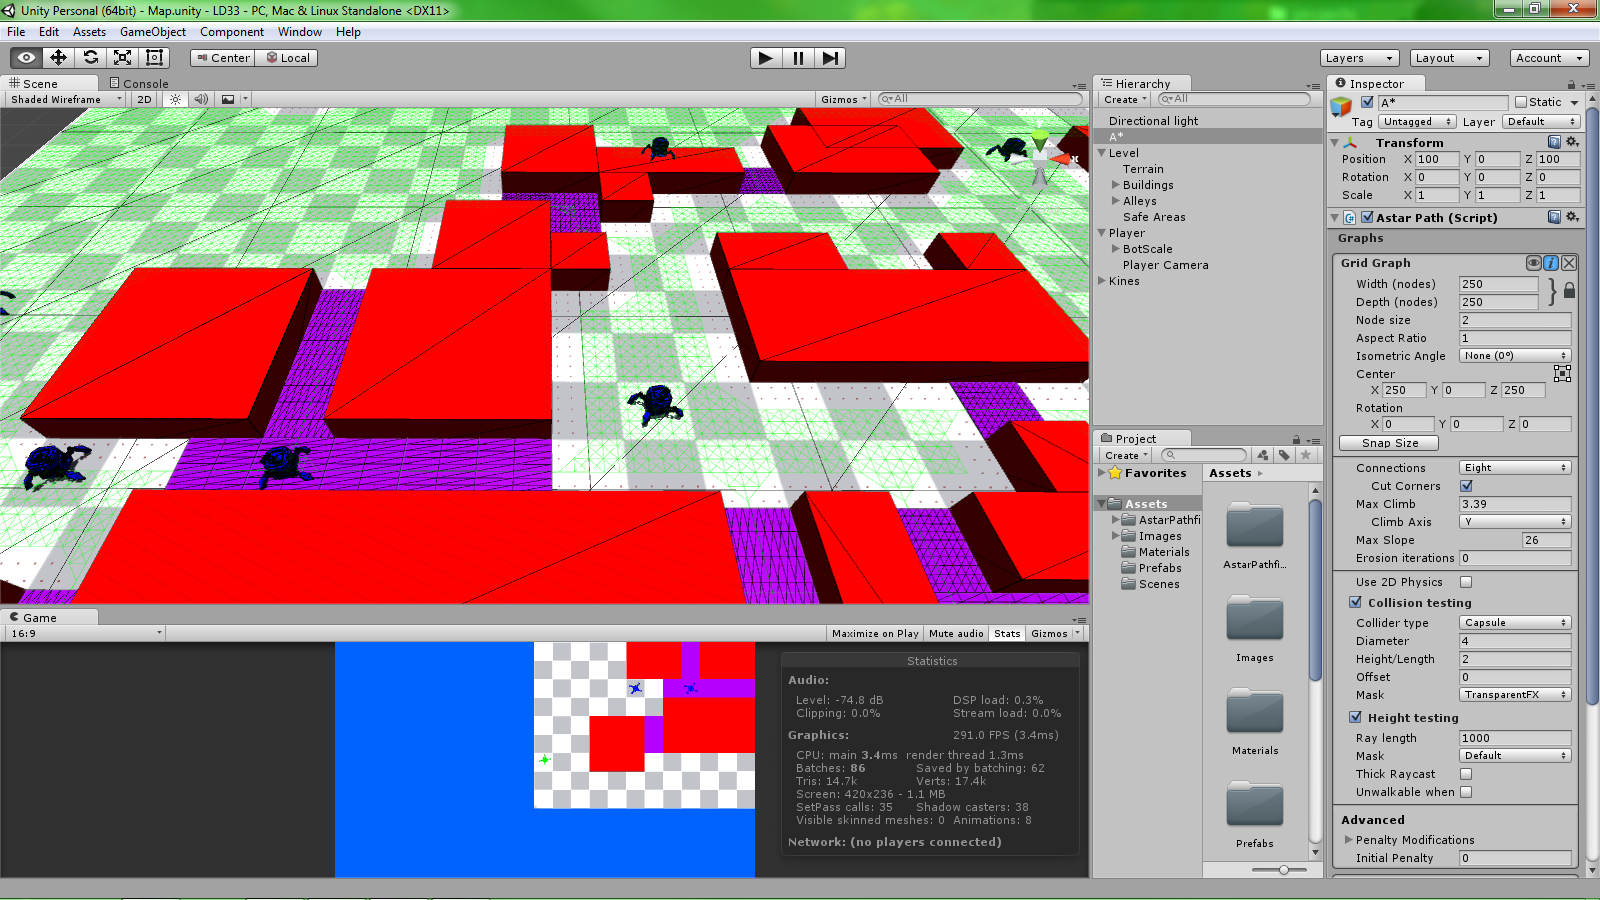 Unity Personal (64bit) - Map.unity - LD33 - PC, Mac & Linux Standalone <DX11>
File Edit Assets GameObject Component Window Help
Center Local Layers Layout Account
Scene Console
Shaded Wireframe 2D Gizmos All
x
Game
16:9 Maximize on Play Mute audio Stats Gizmos
Statistics
Audio:
Level: -74.8 dB DSP load: 0.3%
Clipping: 0.0% Stream load: 0.0%
Graphics: 291.0 FPS (3.4ms)
CPU: main 3.4ms render thread 1.3ms
Batches: 86 Saved by batching: 62
Tris: 14.7k Verts: 17.4k
Screen: 420x236 - 1.1 MB
SetPass calls: 35 Shadow casters: 38
Visible skinned meshes: 0 Animations: 8
Network: (no players connected)
Hierarchy
Create All
Directional light
A*
Level
Terrain
Buildings
Alleys
Safe Areas
Player
BotScale
Player Camera
Kines
Project
Create
Favorites
Assets
AstarPathfi
Images
Materials
Prefabs
Scenes
Assets
AstarPathfi...
Images
Materials
Prefabs
Inspector
A* Static
Tag Untagged Layer Default
Transform
Position X 100 Y 0 Z 100
Rotation X 0 Y 0 Z 0
Scale X 1 Y 1 Z 1
Astar Path (Script)
Graphs
Grid Graph
Width (nodes) 250
Depth (nodes) 250
Node size 2
Aspect Ratio 1
Isometric Angle None (0°)
Center
X 250 Y 0 Z 250
Rotation
X 0 Y 0 Z 0
Snap Size
Connections Eight
Cut Corners
Max Climb 3.39
Climb Axis Y
Max Slope 26
Erosion iterations 0
Use 2D Physics
Collision testing
Collider type Capsule
Diameter 4
Height/Length 2
Offset 0
Mask TransparentFX
Height testing
Ray length 1000
Mask Default
Thick Raycast
Unwalkable when
Advanced
Penalty Modifications
Initial Penalty 0